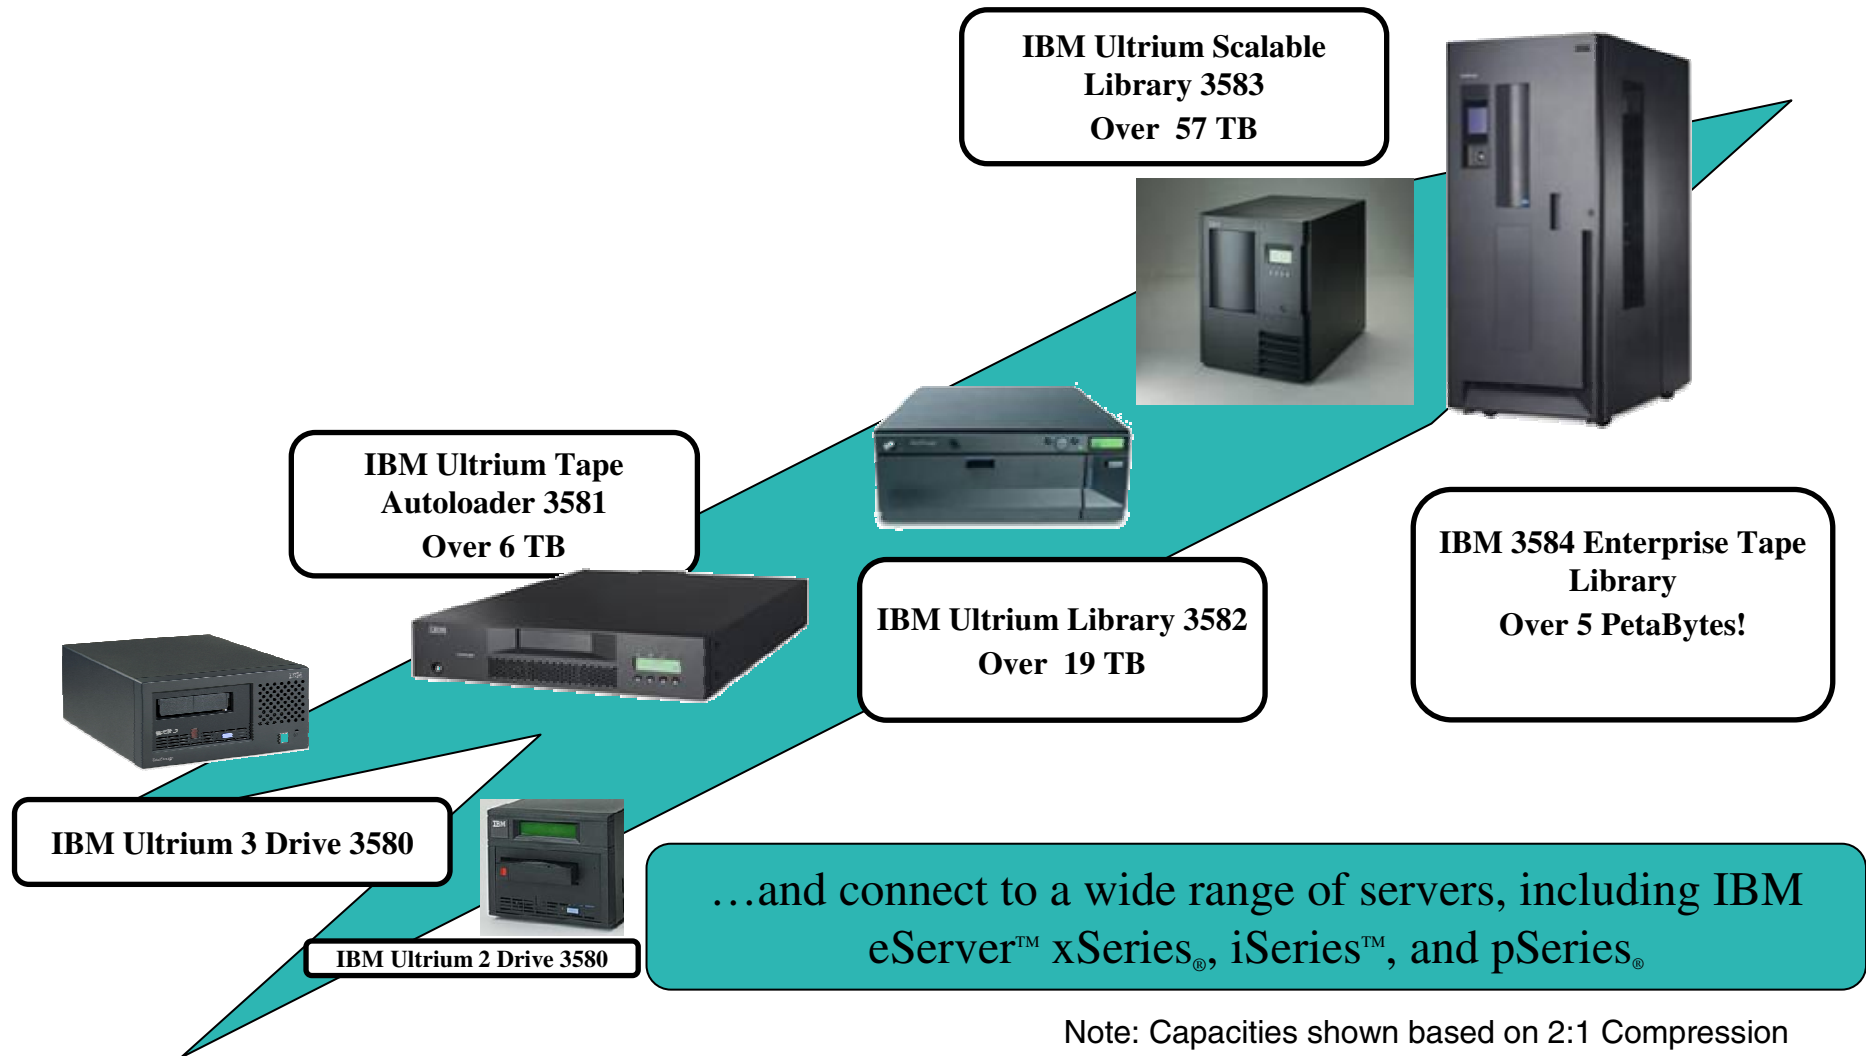 IBM Ultrium Scalable
Library 3583
Over 57 TB
IBM Ultrium Tape
Autoloader 3581
Over 6 TB
IBM 3584 Enterprise Tape
Library
Over 5 PetaBytes!
IBM Ultrium Library 3582
Over 19 TB
IBM Ultrium 3 Drive 3580
IBM
IBM Ultrium 2 Drive 3580
…and connect to a wide range of servers, including IBM
eServer™ xSeries®, iSeries™, and pSeries®
Note: Capacities shown based on 2:1 Compression